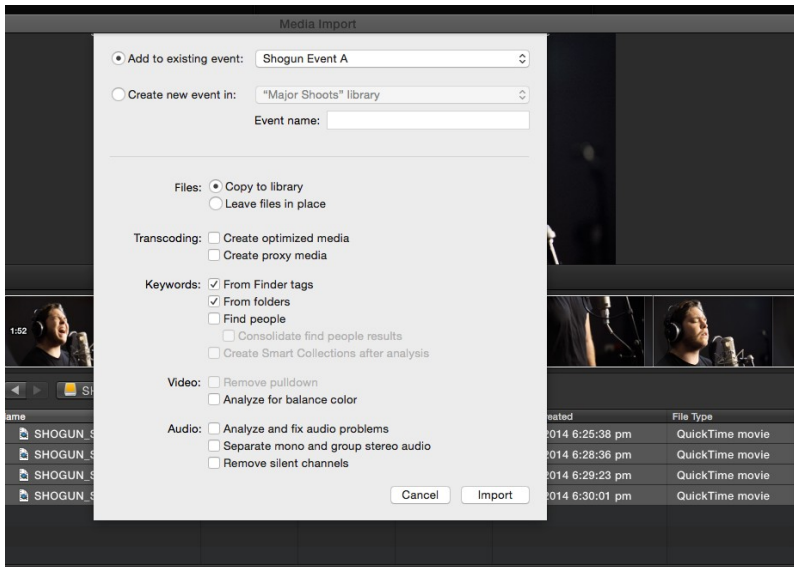 Media Import
Add to existing event: Shogun Event A
Create new event in: “Major Shoots” library
Event name:
Files: Copy to library
Leave files in place
Transcoding: Create optimized media
Create proxy media
Keywords: From Finder tags
From folders
Find people
Consolidate find people results
Create Smart Collections after analysis
1:52
Video: Remove pulldown
Analyze for balance color
Audio: Analyze and fix audio problems
Separate mono and group stereo audio
Remove silent channels
Cancel Import
SH
ame eated File Type
SHOGUN_S 2014 6:25:38 pm QuickTime movie
SHOGUN_S 2014 6:28:36 pm QuickTime movie
SHOGUN_S 2014 6:29:23 pm QuickTime movie
SHOGUN_S 2014 6:30:01 pm QuickTime movie